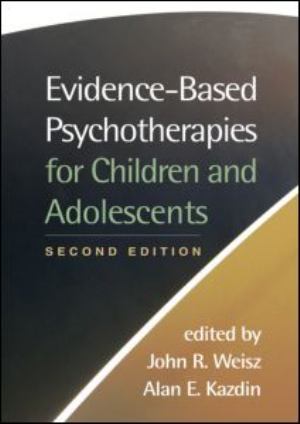 Evidence-Based
Psychotherapies
for Children and
Adolescents
SECOND EDITION
edited by
John R. Weisz
Alan E. Kazdin